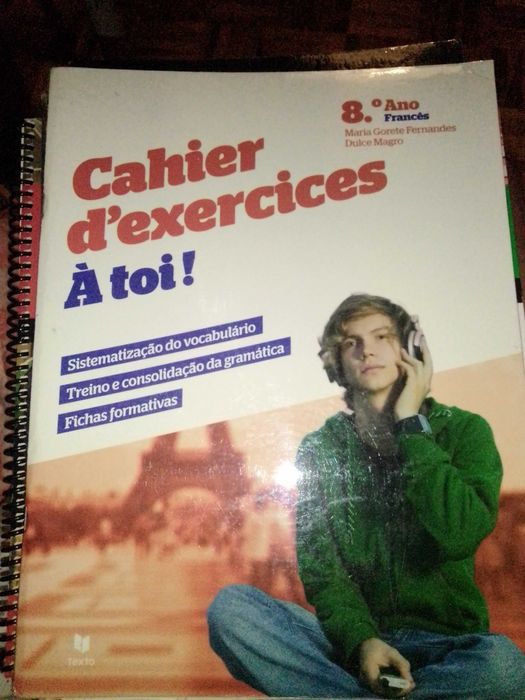 8.º Ano
Francês
Maria Gorete Fernandes
Dulce Magro
Cahier
d'exercices
À toi!
Sistematização do vocabulário
Treino e consolidação da gramática
Fichas formativas
Texto